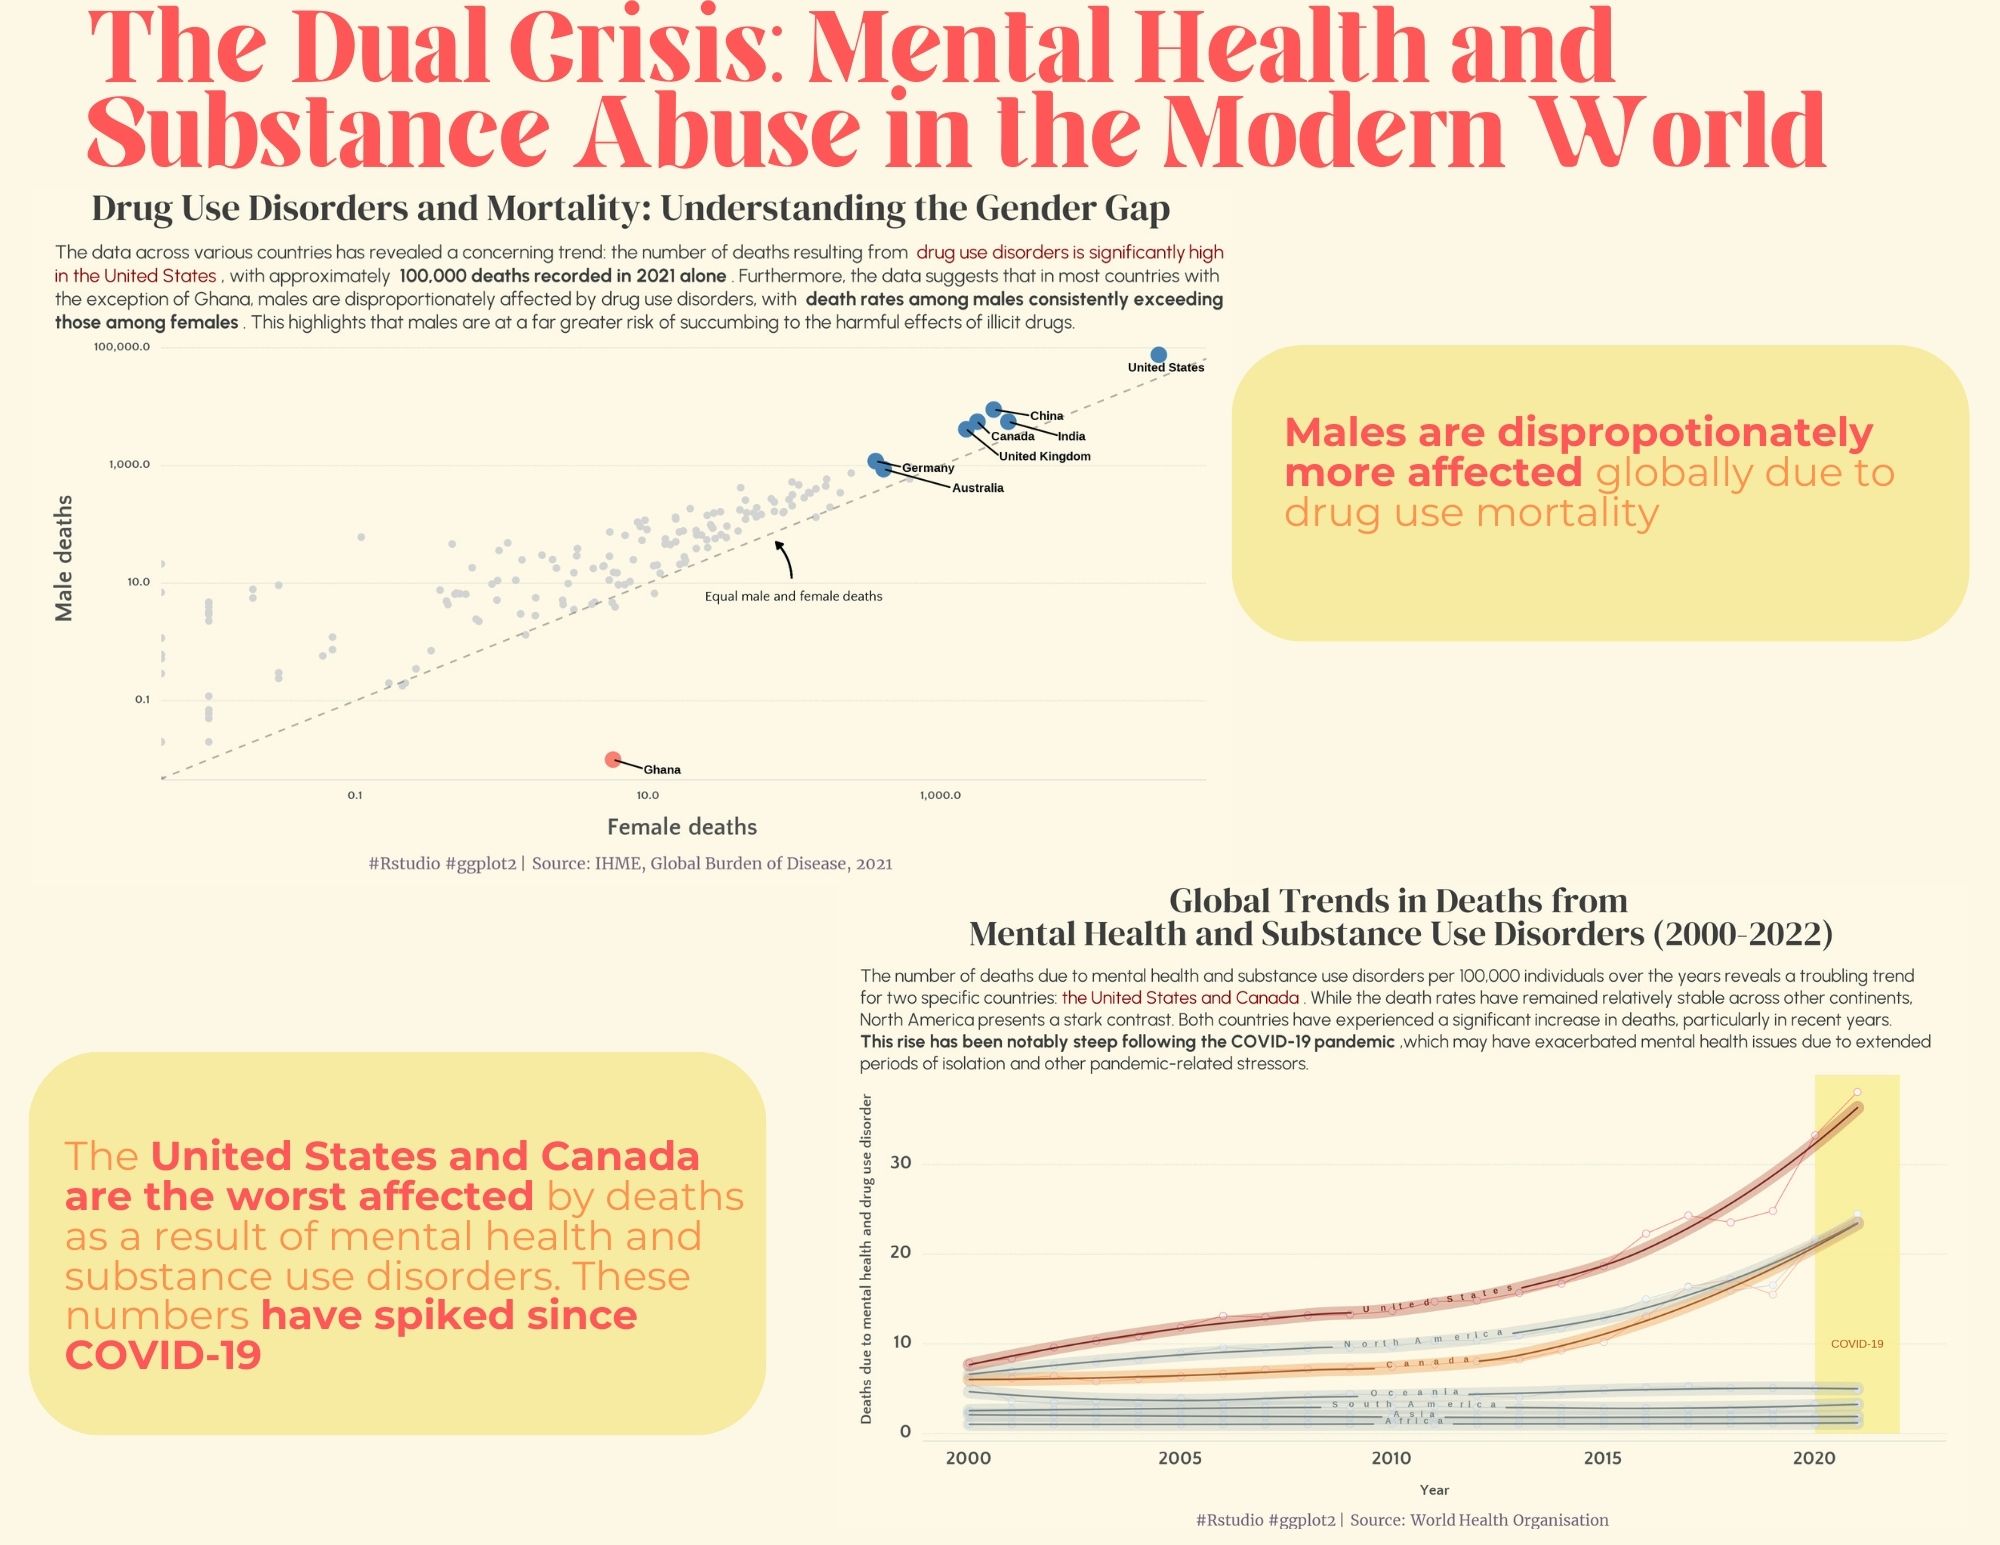 The Dual Crisis: Mental Health and
Substance Abuse in the Modern World
Drug Use Disorders and Mortality: Understanding the Gender Gap
The data across various countries has revealed a concerning trend: the number of deaths resulting from drug use disorders is significantly high
in the United States , with approximately 100,000 deaths recorded in 2021 alone . Furthermore, the data suggests that in most countries with
the exception of Ghana, males are disproportionately affected by drug use disorders, with death rates among males consistently exceeding
those among females . This highlights that males are at a far greater risk of succumbing to the harmful effects of illicit drugs.
100,000.0
1,000.0
10.0
0.1
Male deaths
United States
China
Canada
India
United Kingdom
Germany
Australia
Equal male and female deaths
Ghana
0.1
10.0
1,000.0
Female deaths
#Rstudio #ggplot2 | Source: IHME, Global Burden of Disease, 2021
Males are dispropotionately
more affected globally due to
drug use mortality
Global Trends in Deaths from
Mental Health and Substance Use Disorders (2000-2022)
The number of deaths due to mental health and substance use disorders per 100,000 individuals over the years reveals a troubling trend
for two specific countries: the United States and Canada . While the death rates have remained relatively stable across other continents,
North America presents a stark contrast. Both countries have experienced a significant increase in deaths, particularly in recent years.
This rise has been notably steep following the COVID-19 pandemic ,which may have exacerbated mental health issues due to extended
periods of isolation and other pandemic-related stressors.
The United States and Canada
are the worst affected by deaths
as a result of mental health and
substance use disorders. These
numbers have spiked since
COVID-19
Deaths due to mental health and drug use disorder
30
20
10
0
United States
North America
Canada
Oceania
South America
Asia
Africa
COVID-19
2000
2005
2010
2015
2020
Year
#Rstudio #ggplot2 | Source: World Health Organisation